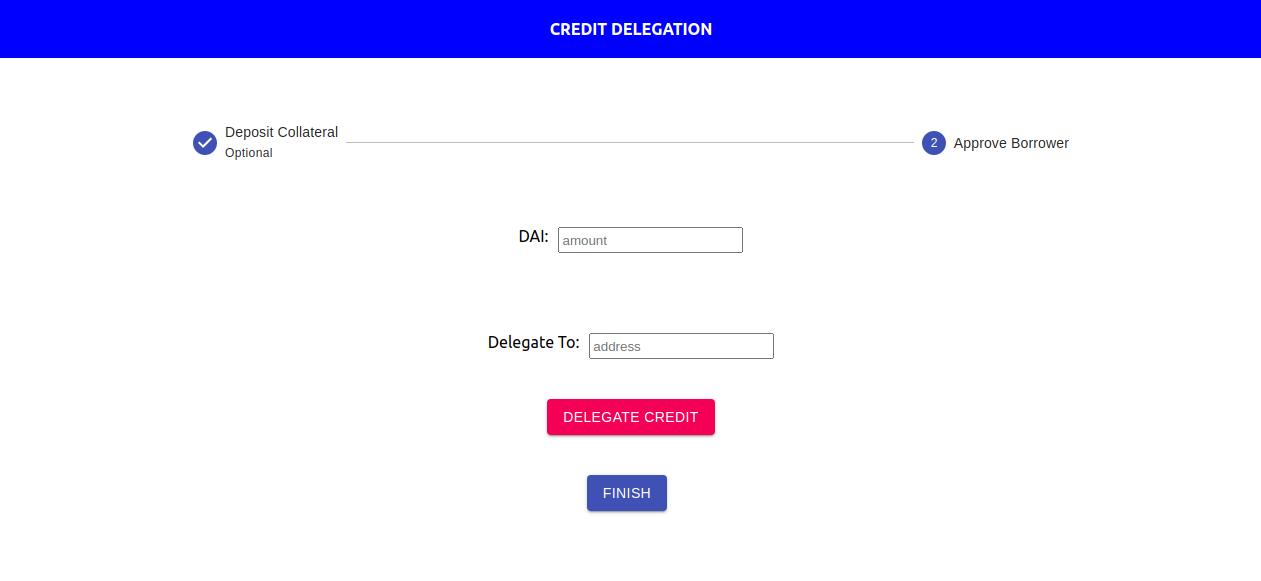 CREDIT DELEGATION
Deposit Collateral
Optional
2
Approve Borrower
DAI: amount
Delegate To: address
DELEGATE CREDIT
FINISH